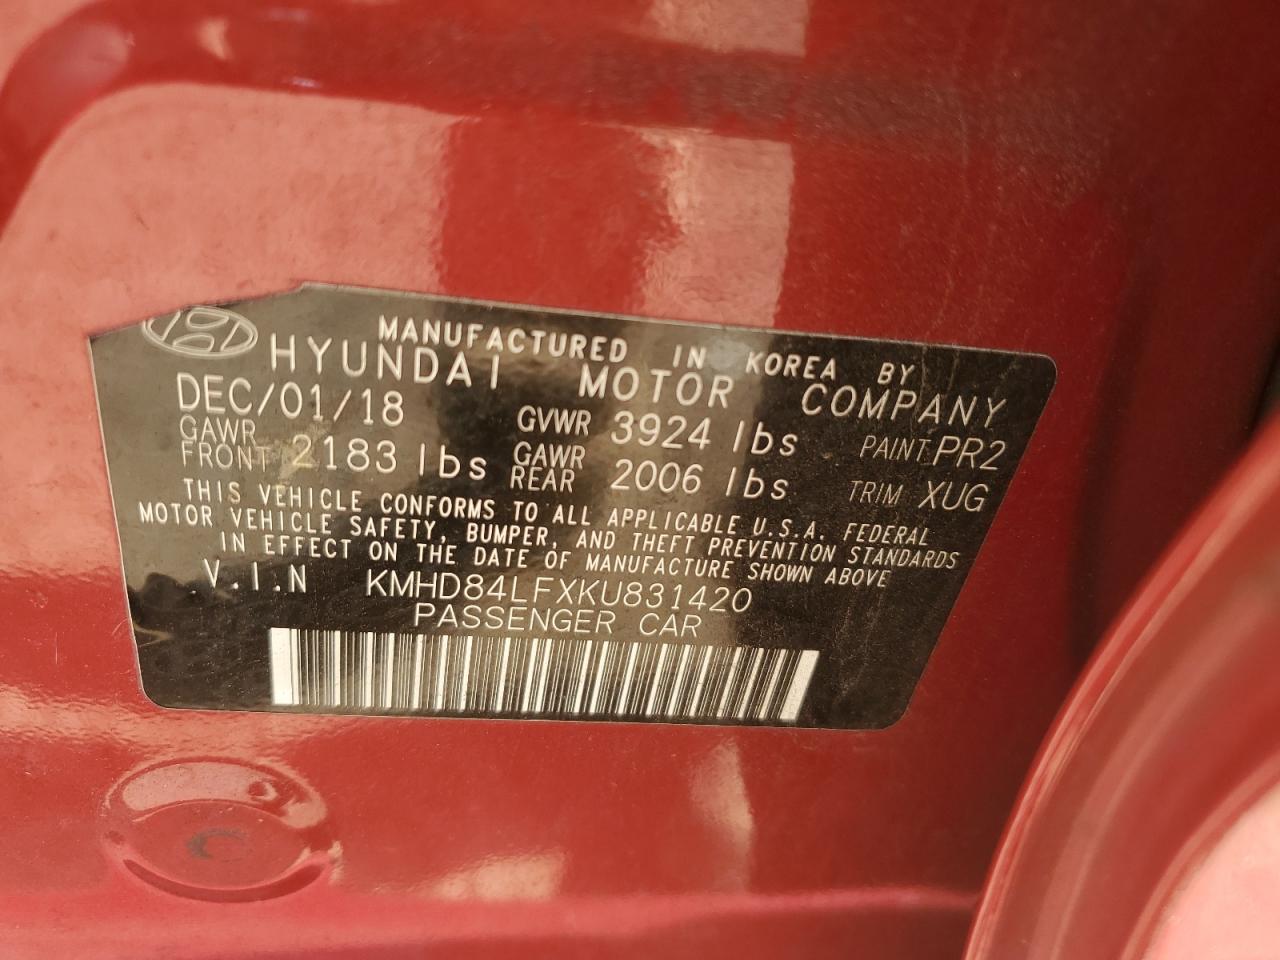 MANUFACTURED IN KOREA BY
HYUNDAI MOTOR COMPANY
DEC/01/18 GVWR 3924 lbs PAINT PR2
GAWR FRONT 2183 lbs GAWR REAR 2006 lbs TRIM XUG
THIS VEHICLE CONFORMS TO ALL APPLICABLE U.S.A. FEDERAL
MOTOR VEHICLE SAFETY, BUMPER, AND THEFT PREVENTION STANDARDS
IN EFFECT ON THE DATE OF MANUFACTURE SHOWN ABOVE
V.I.N KMHD84LFXKU831420
PASSENGER CAR